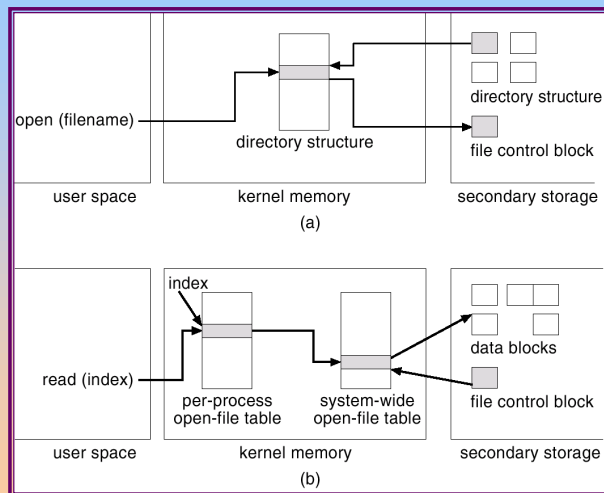 directory structure
open (filename)
directory structure
file control block
user space
kernel memory
secondary storage
(a)
index
data blocks
read (index)
per-process
open-file table
system-wide
open-file table
file control block
user space
kernel memory
secondary storage
(b)